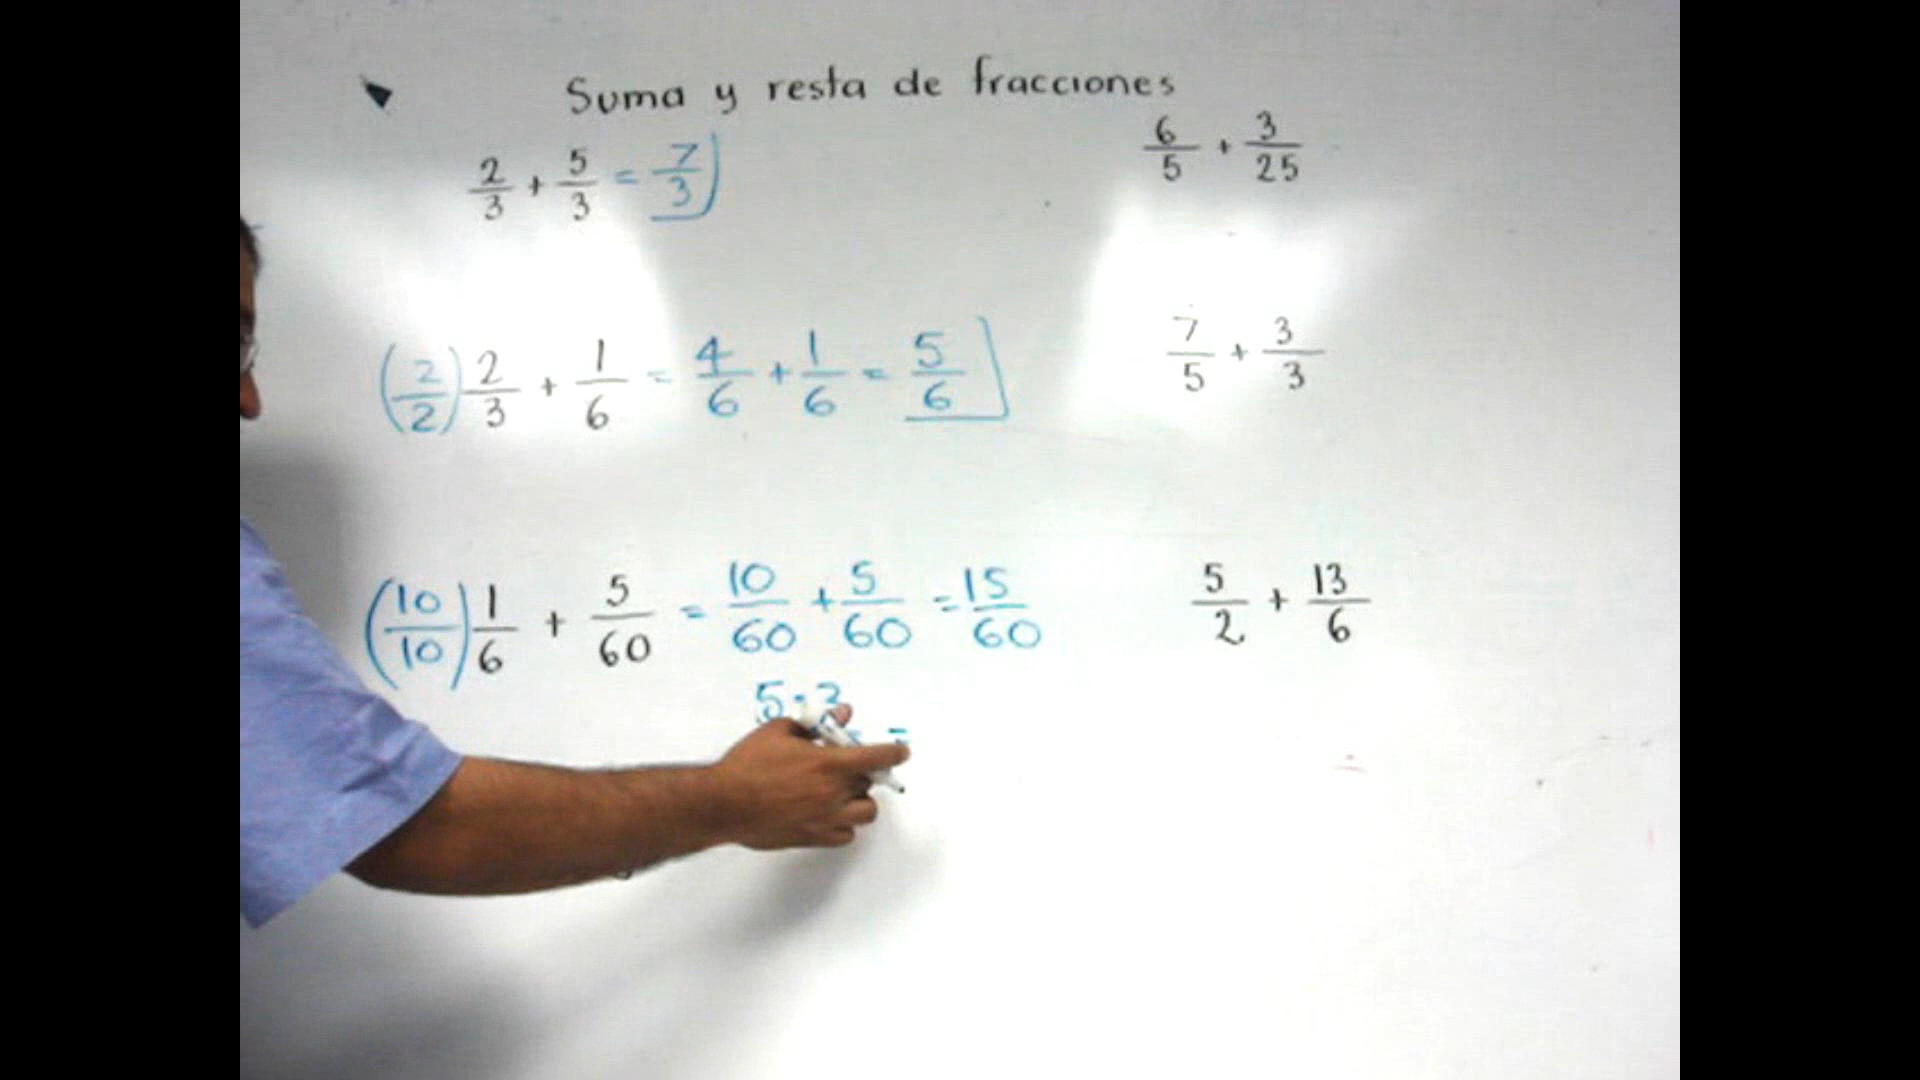 Suma y resta de fracciones
2/3 + 5/3 = 7/3
(2/2) 2/3 + 1/6 = 4/6 + 1/6 = 5/6
(10/10) 1/6 + 5/60 = 10/60 + 5/60 = 15/60
5 · 3
=
6/5 + 3/25
7/5 + 3/3
5/2 + 13/6